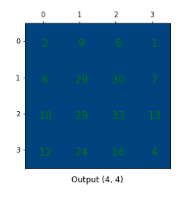 0 1 2 3
0 2 9 6 1
1 6 29 30 7
2 10 29 33 13
3 12 24 16 4
Output (4, 4)